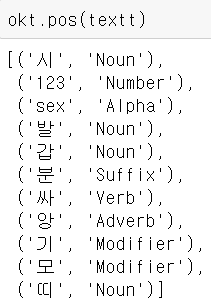 okt.pos(textt)
[('시', 'Noun'),
('123', 'Number'),
('sex', 'Alpha'),
('발', 'Noun'),
('갑', 'Noun'),
('분', 'Suffix'),
('싸', 'Verb'),
('앙', 'Adverb'),
('기', 'Modifier'),
('모', 'Modifier'),
('띠', 'Noun')]